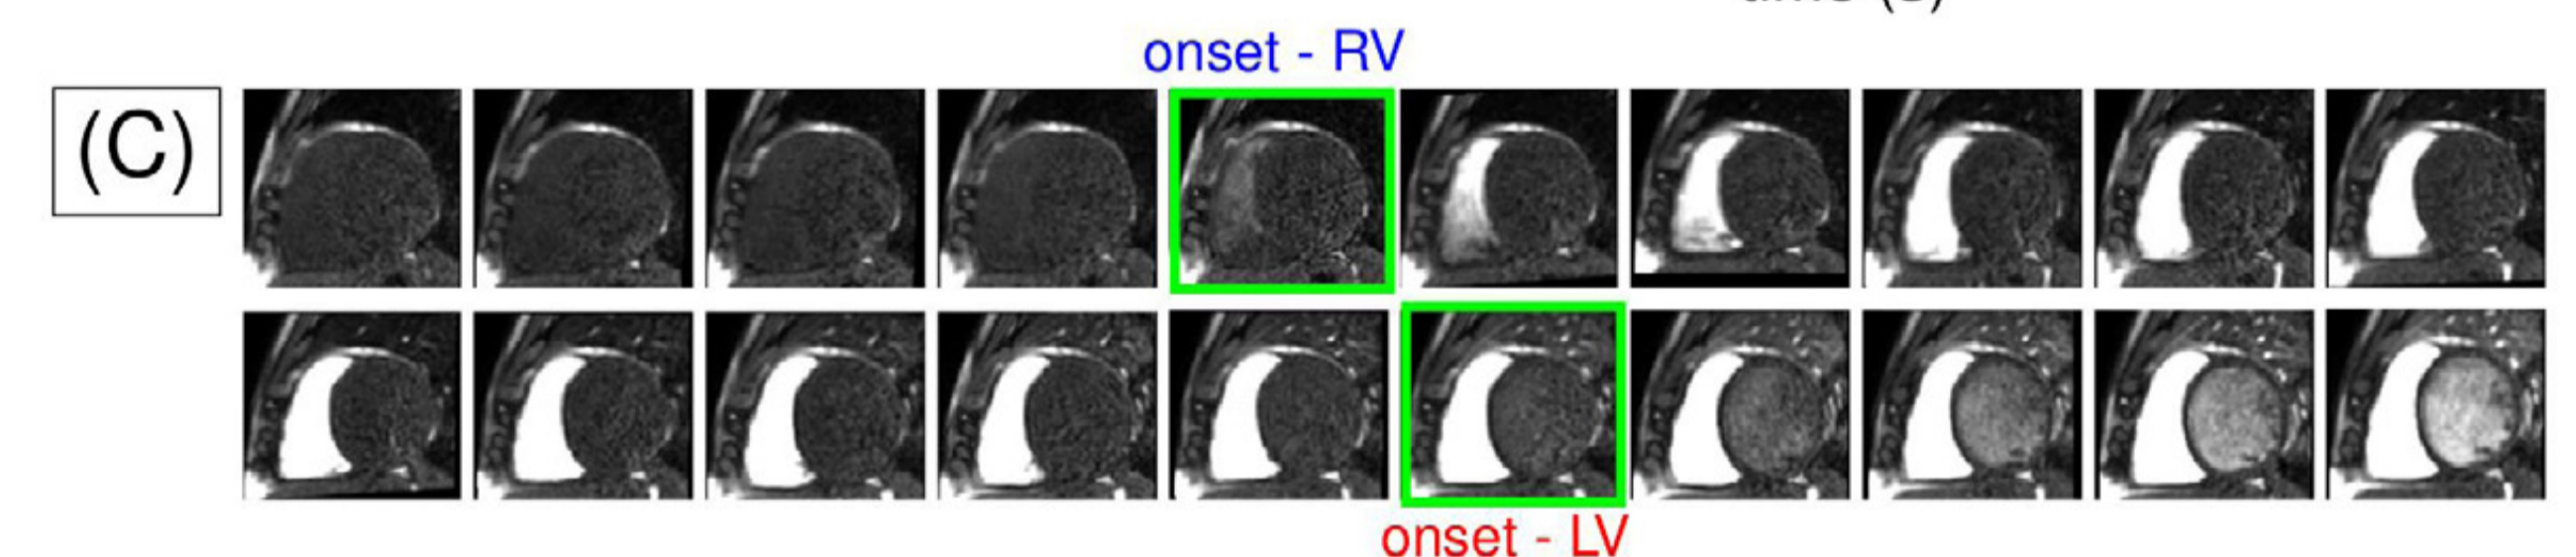 onset - RV
(C)
onset - LV